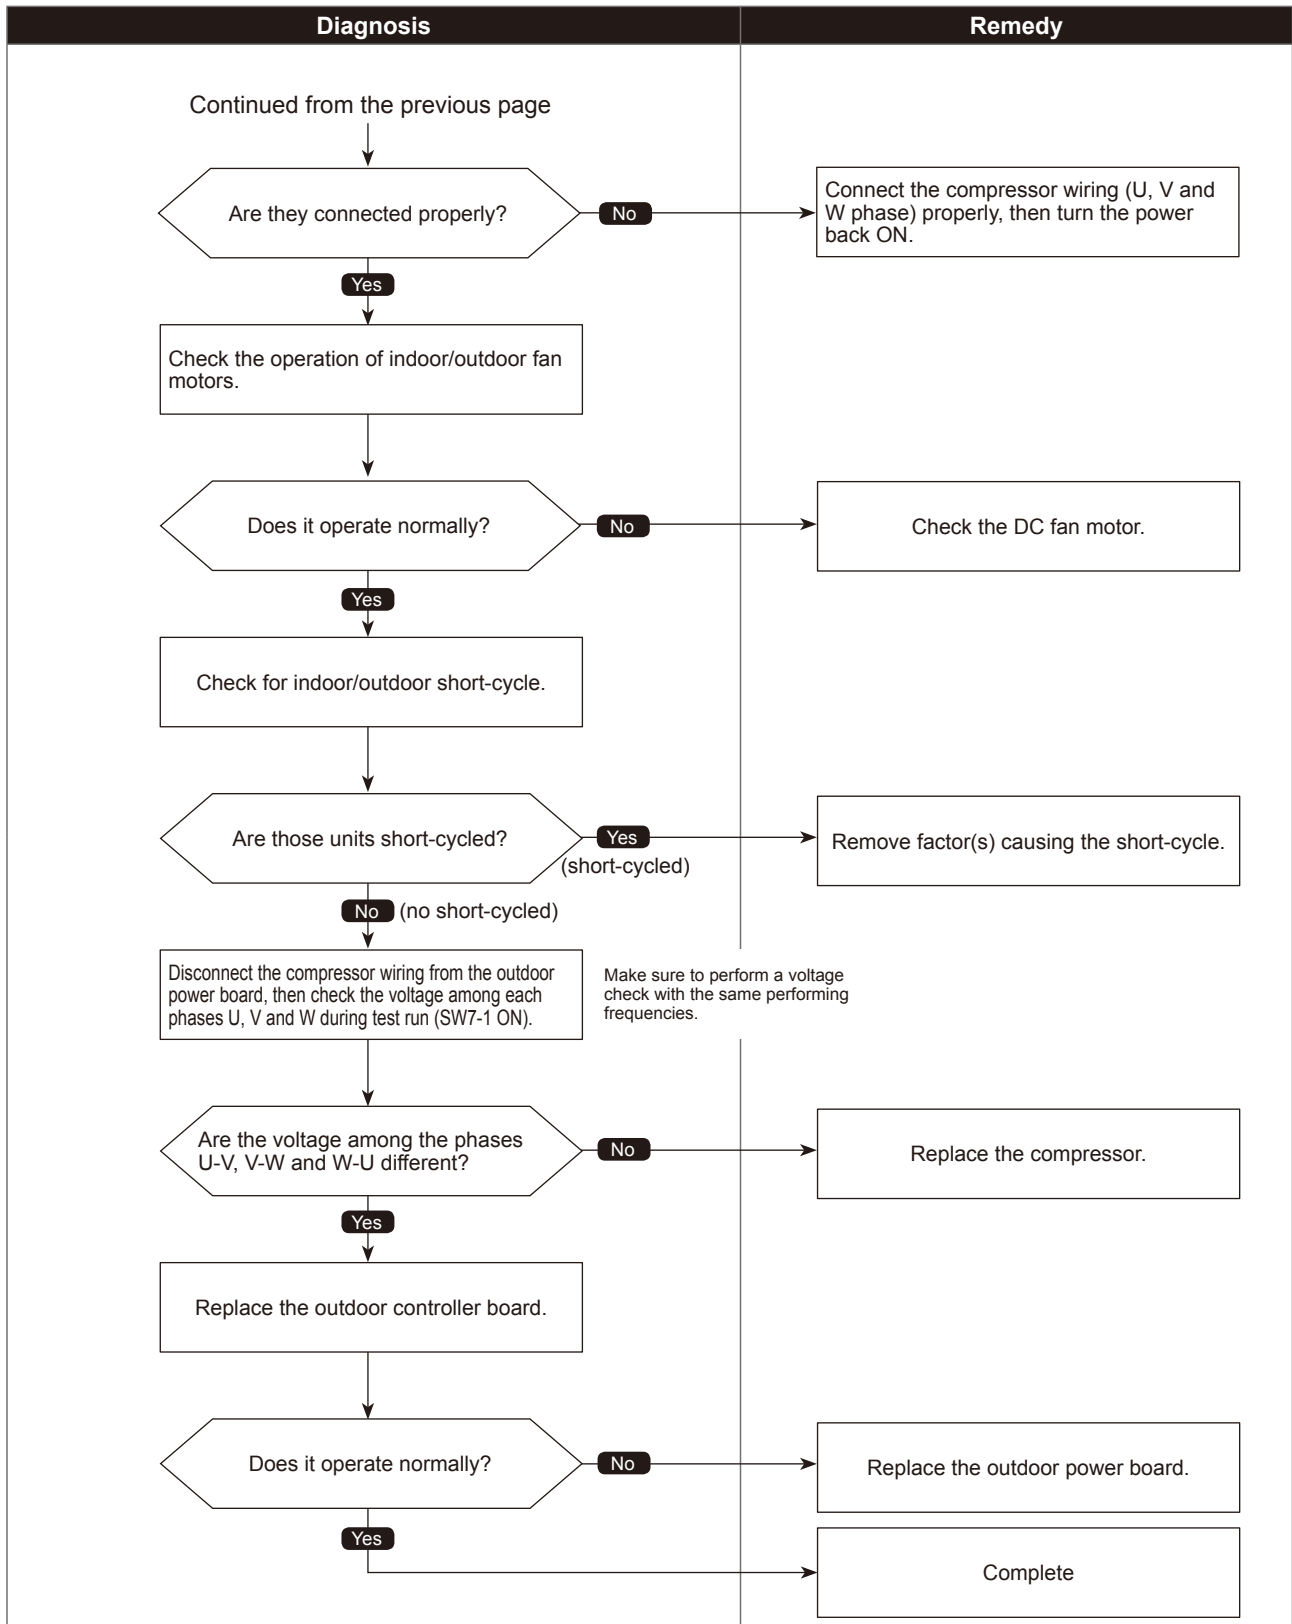 Diagnosis
Remedy
Continued from the previous page
Are they connected properly?
No
Connect the compressor wiring (U, V and
W phase) properly, then turn the power
back ON.
Yes
Check the operation of indoor/outdoor fan
motors.
Does it operate normally?
No
Check the DC fan motor.
Yes
Check for indoor/outdoor short-cycle.
Are those units short-cycled?
Yes
(short-cycled)
Remove factor(s) causing the short-cycle.
No (no short-cycled)
Disconnect the compressor wiring from the outdoor
power board, then check the voltage among each
phases U, V and W during test run (SW7-1 ON).
Make sure to perform a voltage
check with the same performing
frequencies.
Are the voltage among the phases
U-V, V-W and W-U different?
No
Replace the compressor.
Yes
Replace the outdoor controller board.
Does it operate normally?
No
Replace the outdoor power board.
Yes
Complete